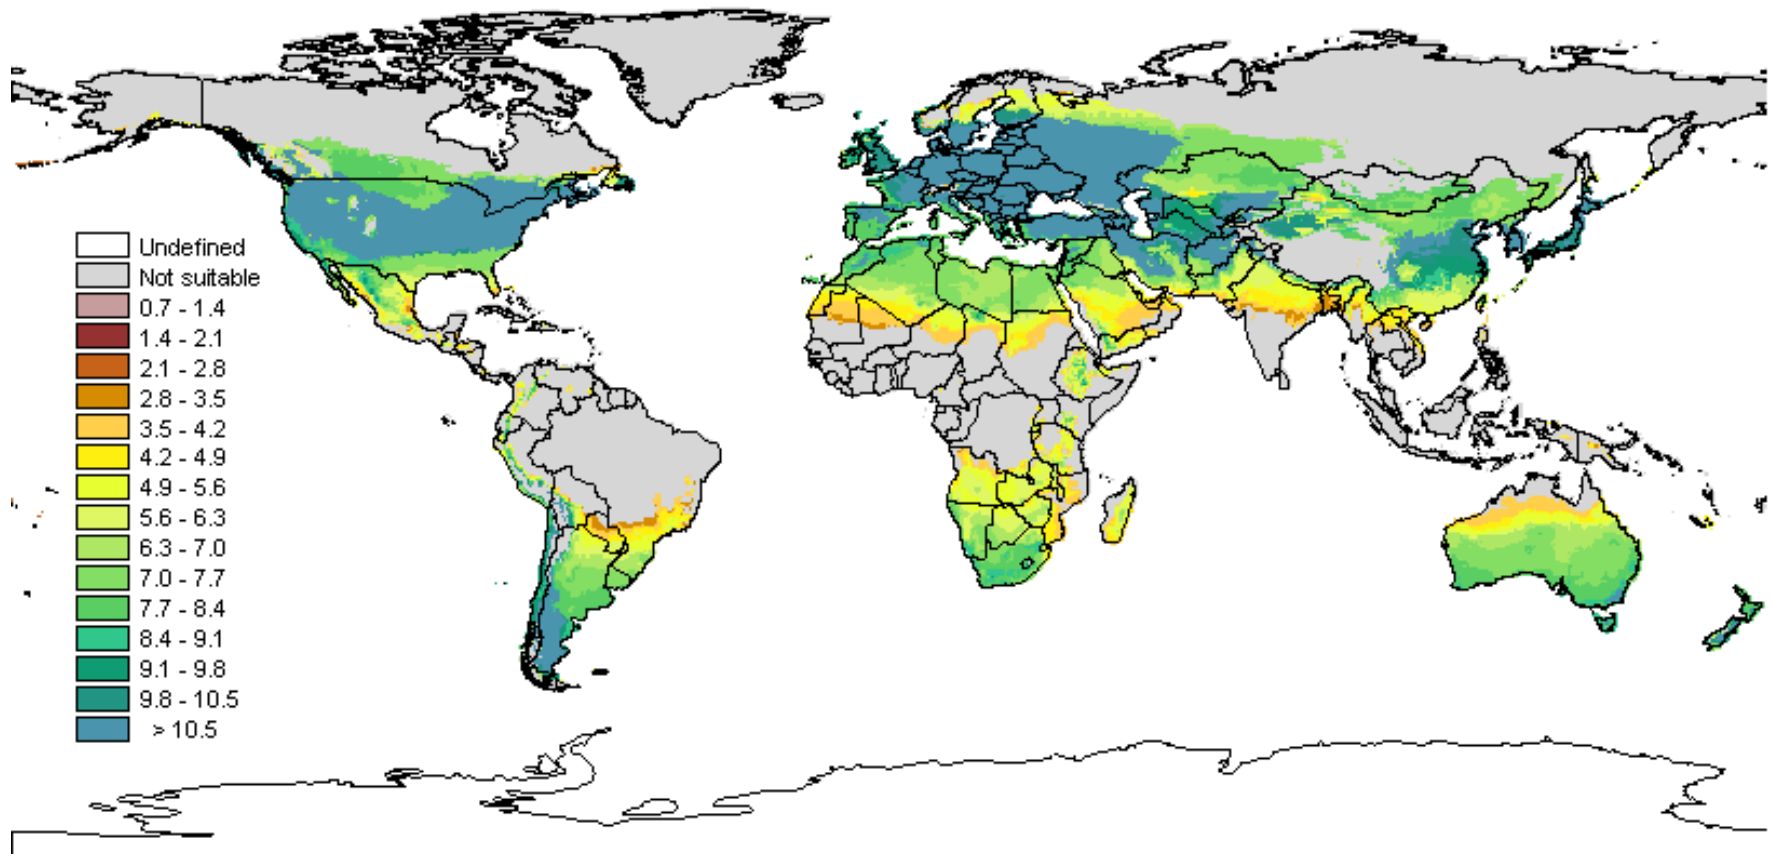 Undefined
Not suitable
0.7 - 1.4
1.4 - 2.1
2.1 - 2.8
2.8 - 3.5
3.5 - 4.2
4.2 - 4.9
4.9 - 5.6
5.6 - 6.3
6.3 - 7.0
7.0 - 7.7
7.7 - 8.4
8.4 - 9.1
9.1 - 9.8
9.8 - 10.5
> 10.5